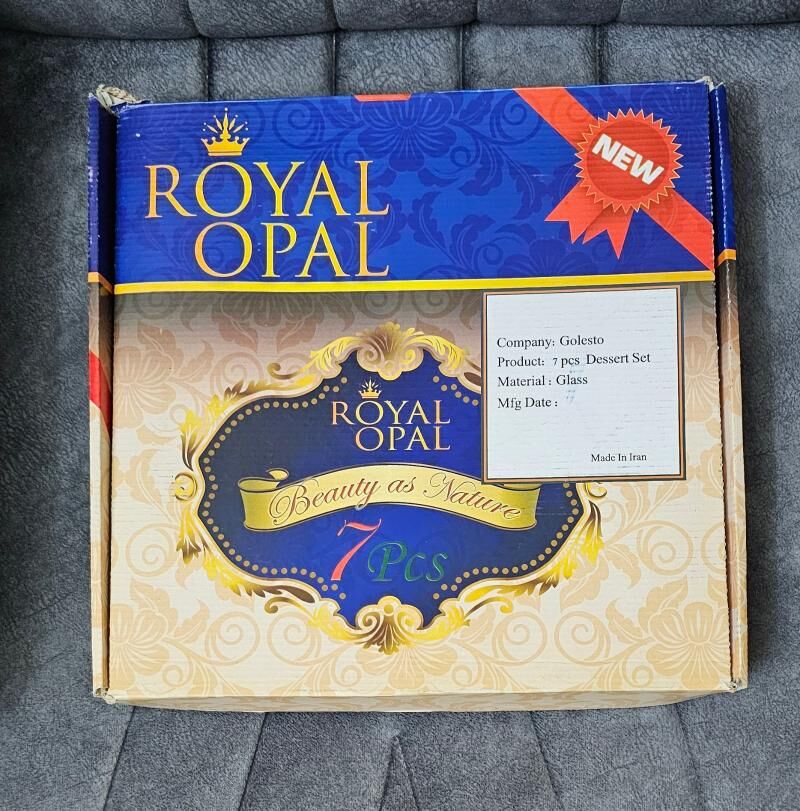 ROYAL
OPAL
NEW
Company: Golesto
Product: 7 pcs Dessert Set
Material : Glass
Mfg Date :
Made In Iran
ROYAL
OPAL
Beauty as Nature
7 Pcs